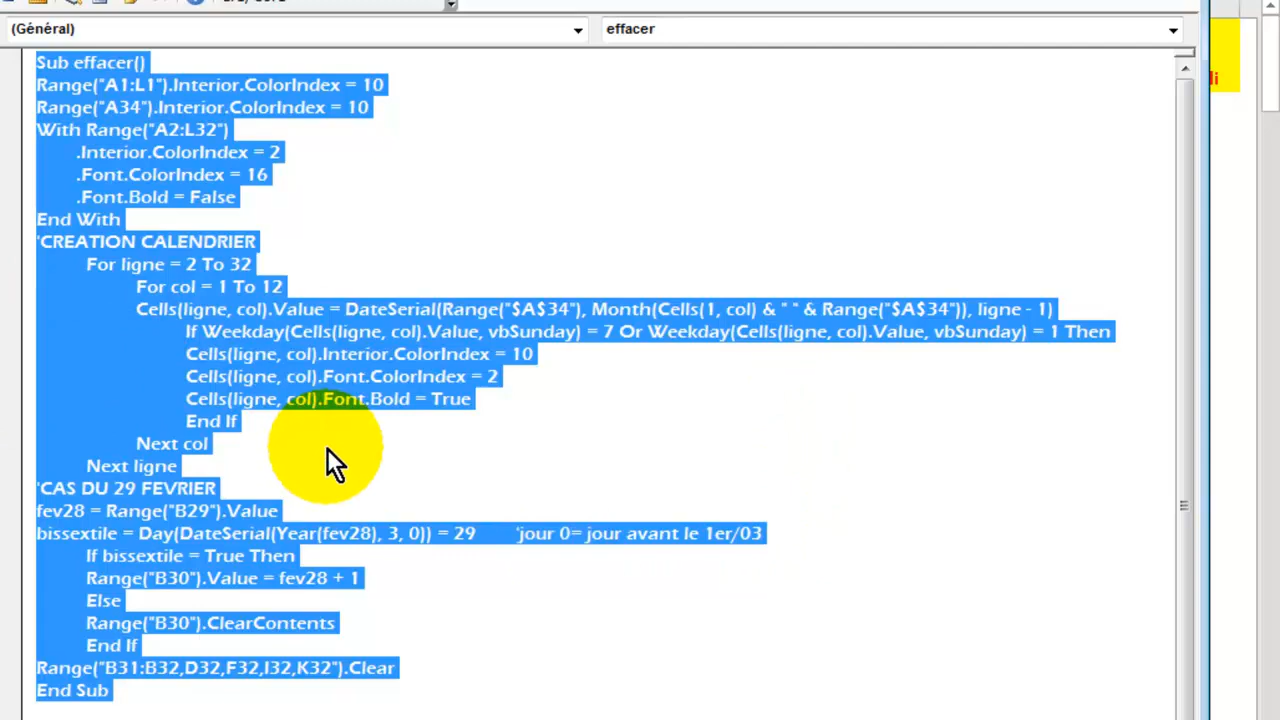 (Général)
effacer
Sub effacer()
Range("A1:L1").Interior.ColorIndex = 10
Range("A34").Interior.ColorIndex = 10
With Range("A2:L32")
.Interior.ColorIndex = 2
.Font.ColorIndex = 16
.Font.Bold = False
End With
'CREATION CALENDRIER
For ligne = 2 To 32
For col = 1 To 12
Cells(ligne, col).Value = DateSerial(Range("$A$34"), Month(Cells(1, col) & " " & Range("$A$34")), ligne - 1)
If Weekday(Cells(ligne, col).Value, vbSunday) = 7 Or Weekday(Cells(ligne, col).Value, vbSunday) = 1 Then
Cells(ligne, col).Interior.ColorIndex = 10
Cells(ligne, col).Font.ColorIndex = 2
Cells(ligne, col).Font.Bold = True
End If
Next col
Next ligne
'CAS DU 29 FEVRIER
fev28 = Range("B29").Value
bissextile = Day(DateSerial(Year(fev28), 3, 0)) = 29 'jour 0= jour avant le 1er/03
If bissextile = True Then
Range("B30").Value = fev28 + 1
Else
Range("B30").ClearContents
End If
Range("B31:B32,D32,F32,I32,K32").Clear
End Sub